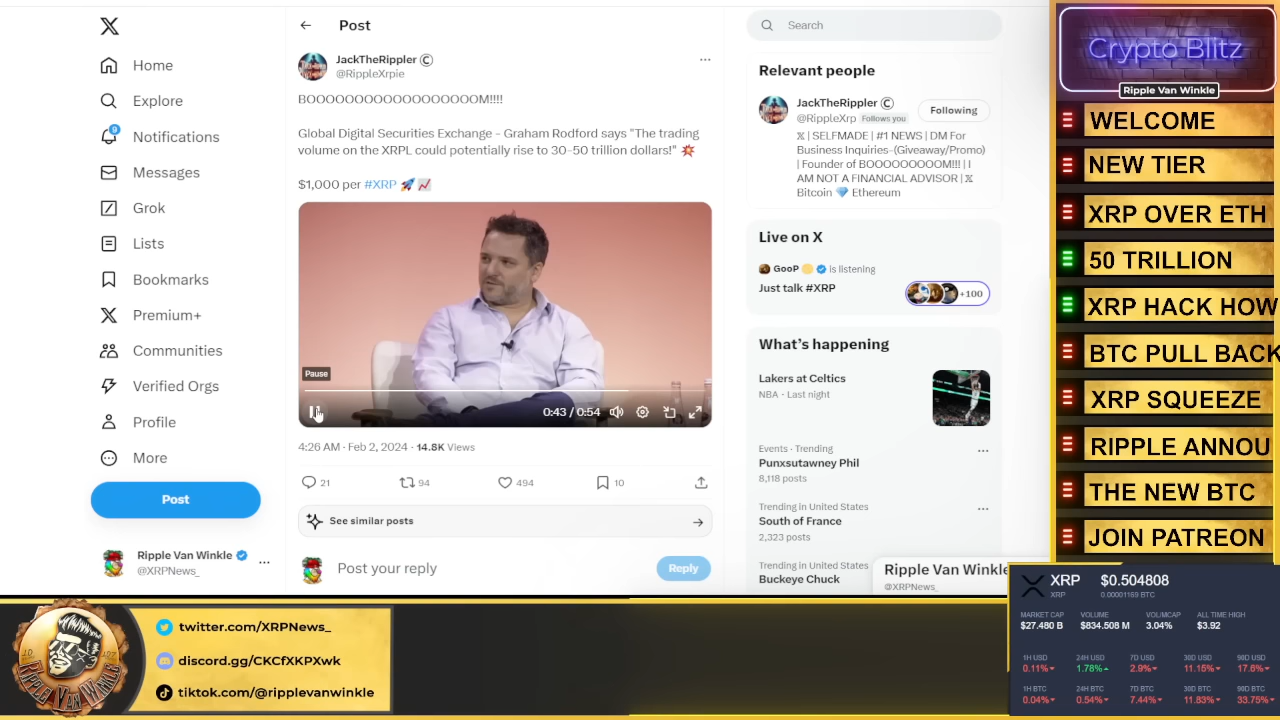 Home
Explore
9
Notifications
Messages
Grok
Lists
Bookmarks
Premium+
Communities
Verified Orgs
Profile
More
Post
Ripple Van Winkle
@XRPNews_
Post
JackTheRippler
@RippleXrpie
BOOOOOOOOOOOOOOOOOOM!!!!
Global Digital Securities Exchange - Graham Rodford says "The trading
volume on the XRPL could potentially rise to 30-50 trillion dollars!" 💥
$1,000 per #XRP 🚀📈
Pause
0:43 / 0:54
4:26 AM · Feb 2, 2024 · 14.8K Views
21
94
494
10
See similar posts
Post your reply
Reply
Search
Relevant people
JackTheRippler
@RippleXrp Follows you
Following
𝕏 | SELFMADE | #1 NEWS | DM For
Business Inquiries-(Giveaway/Promo)
| Founder of BOOOOOOOOM!!! | I
AM NOT A FINANCIAL ADVISOR | 𝕏
Bitcoin 💎 Ethereum
Live on X
GooP is listening
Just talk #XRP
+100
What's happening
Lakers at Celtics
NBA · Last night
Events · Trending
Punxsutawney Phil
8,118 posts
Trending in United States
South of France
2,323 posts
Trending in United States
Buckeye Chuck
Ripple Van Winkle
@XRPNews_
Crypto Blitz
Ripple Van Winkle
WELCOME
NEW TIER
XRP OVER ETH
50 TRILLION
XRP HACK HOW
BTC PULL BACK
XRP SQUEEZE
RIPPLE ANNOU
THE NEW BTC
JOIN PATREON
XRP $0.504808
XRP 0.00001169 BTC
MARKET CAP VOLUME VOL/MCAP ALL TIME HIGH
$27.480 B $834.508 M 3.04% $3.92
1H USD 24H USD 7D USD 30D USD 90D USD
0.11% 1.78% 2.9% 11.15% 17.6%
1H BTC 24H BTC 7D BTC 30D BTC 90D BTC
0.04% 0.54% 7.44% 11.83% 33.75%
RIPPLE VAN WINKLE
twitter.com/XRPNews_
discord.gg/CKCfXKPXwk
tiktok.com/@ripplevanwinkle